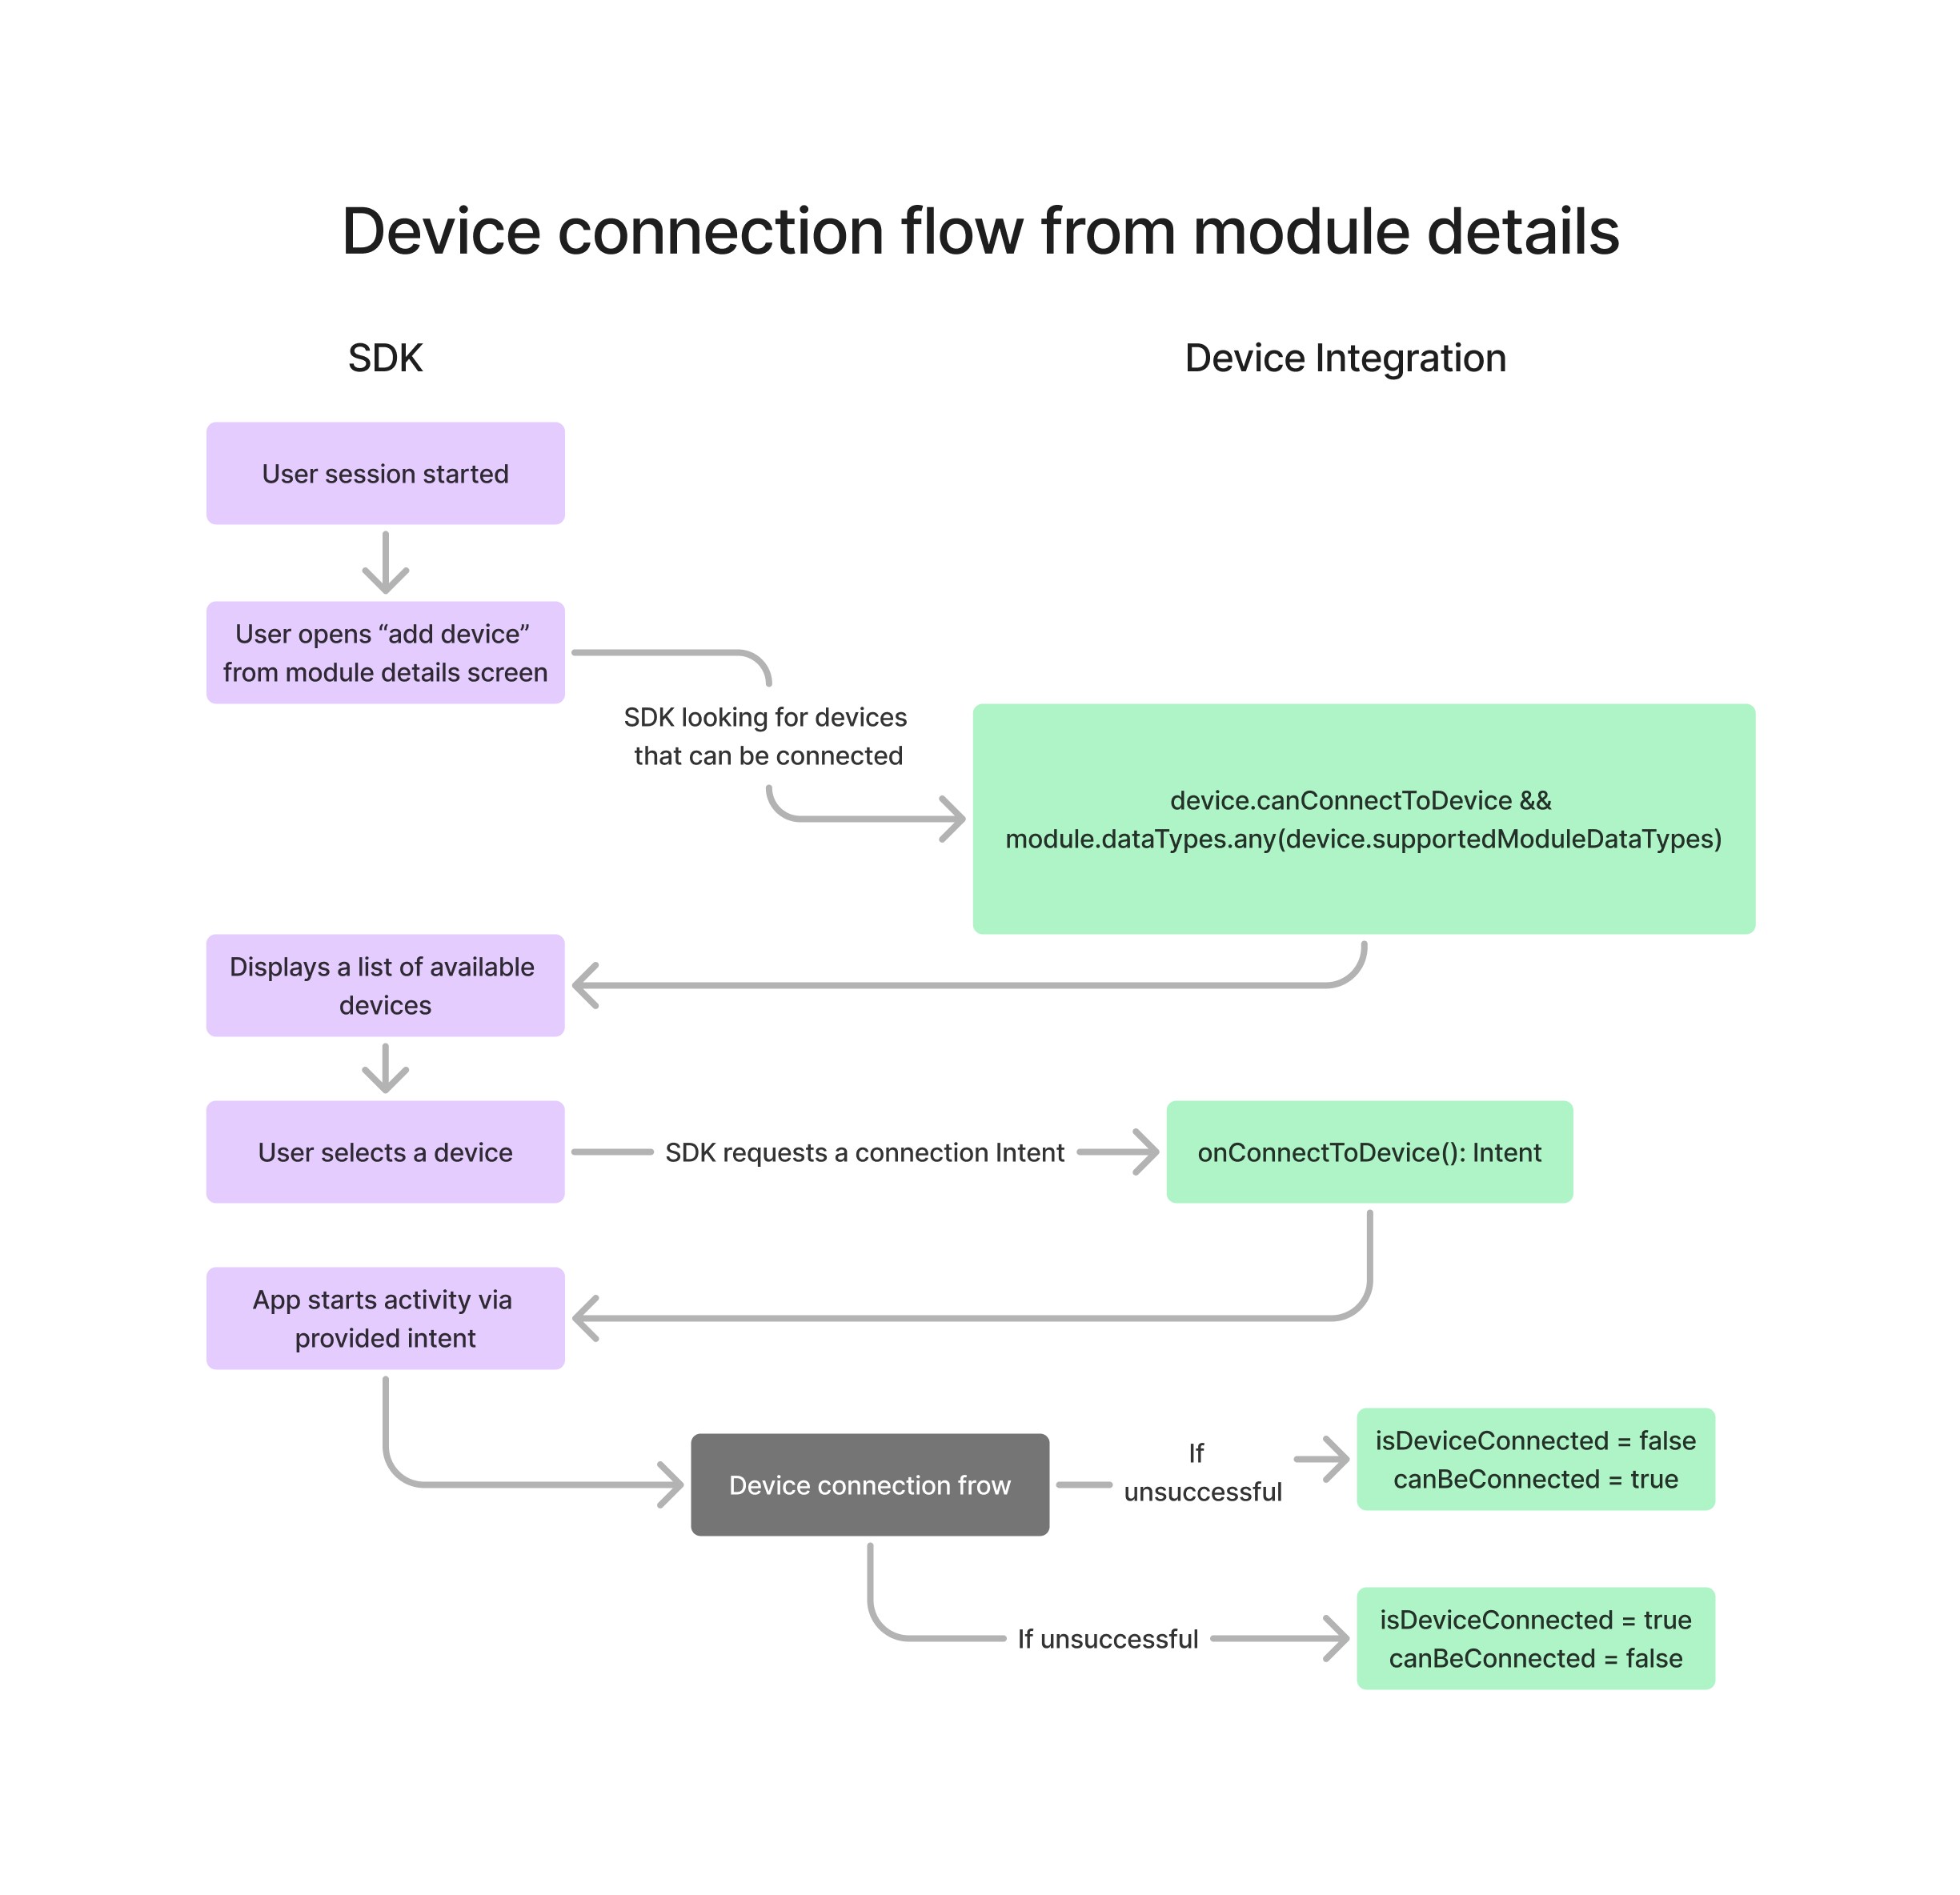 Device connection flow from module details
SDK
Device Integration
User session started
User opens “add device”
from module details screen
SDK looking for devices
that can be connected
device.canConnectToDevice &&
module.dataTypes.any(device.supportedModuleDataTypes)
Displays a list of available
devices
User selects a device
SDK requests a connection Intent
onConnectToDevice(): Intent
App starts activity via
provided intent
Device connection frow
If
unsuccessful
isDeviceConnected = false
canBeConnected = true
If unsuccessful
isDeviceConnected = true
canBeConnected = false